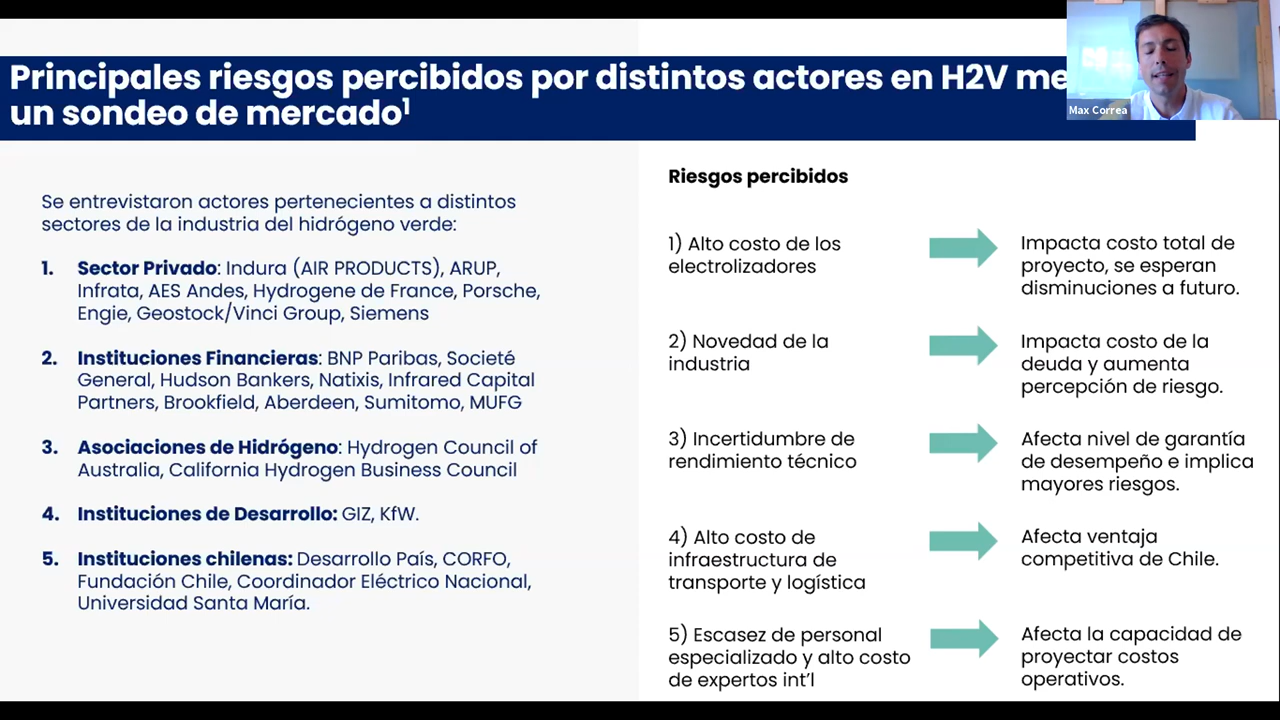 Principales riesgos percibidos por distintos actores en H2V
un sondeo de mercado¹
Max Correa
Se entrevistaron actores pertenecientes a distintos
sectores de la industria del hidrógeno verde:
1. Sector Privado: Indura (AIR PRODUCTS), ARUP,
Infrata, AES Andes, Hydrogene de France, Porsche,
Engie, Geostock/Vinci Group, Siemens
2. Instituciones Financieras: BNP Paribas, Societé
General, Hudson Bankers, Natixis, Infrared Capital
Partners, Brookfield, Aberdeen, Sumitomo, MUFG
3. Asociaciones de Hidrógeno: Hydrogen Council of
Australia, California Hydrogen Business Council
4. Instituciones de Desarrollo: GIZ, KfW.
5. Instituciones chilenas: Desarrollo País, CORFO,
Fundación Chile, Coordinador Eléctrico Nacional,
Universidad Santa María.
Riesgos percibidos
1) Alto costo de los
electrolizadores
Impacta costo total de
proyecto, se esperan
disminuciones a futuro.
2) Novedad de la
industria
Impacta costo de la
deuda y aumenta
percepción de riesgo.
3) Incertidumbre de
rendimiento técnico
Afecta nivel de garantía
de desempeño e implica
mayores riesgos.
4) Alto costo de
infraestructura de
transporte y logística
Afecta ventaja
competitiva de Chile.
5) Escasez de personal
especializado y alto costo
de expertos int'l
Afecta la capacidad de
proyectar costos
operativos.